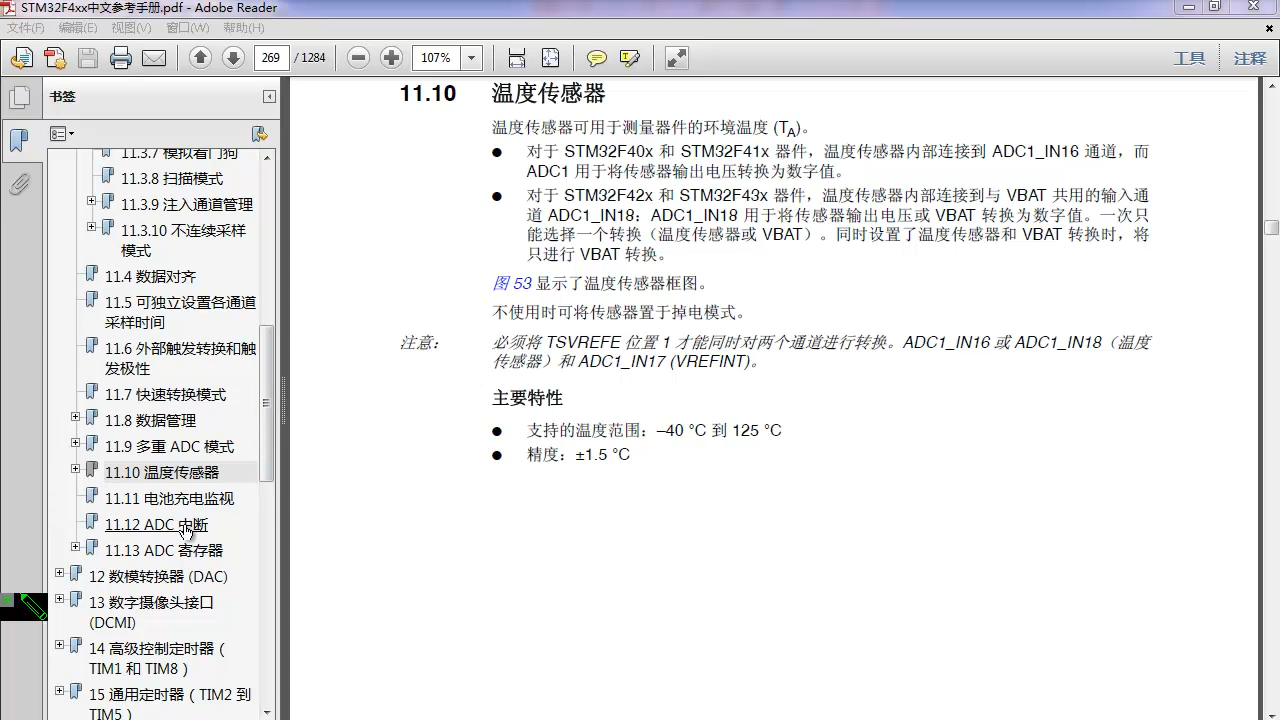 STM32F4xx中文参考手册.pdf - Adobe Reader
文件(F) 编辑(E) 视图(V) 窗口(W) 帮助(H)
269 / 1284 107% 工具 注释
书签
11.3.7 模拟看门狗
11.3.8 扫描模式
11.3.9 注入通道管理
11.3.10 不连续采样
模式
11.4 数据对齐
11.5 可独立设置各通道
采样时间
11.6 外部触发转换和触
发极性
11.7 快速转换模式
11.8 数据管理
11.9 多重 ADC 模式
11.10 温度传感器
11.11 电池充电监视
11.12 ADC 中断
11.13 ADC 寄存器
12 数模转换器 (DAC)
13 数字摄像头接口
(DCMI)
14 高级控制定时器（
TIM1 和 TIM8）
15 通用定时器（TIM2 到
TIM5）
11.10 温度传感器
温度传感器可用于测量器件的环境温度 (TA)。
● 对于 STM32F40x 和 STM32F41x 器件，温度传感器内部连接到 ADC1_IN16 通道，而
ADC1 用于将传感器输出电压转换为数字值。
● 对于 STM32F42x 和 STM32F43x 器件，温度传感器内部连接到与 VBAT 共用的输入通
道 ADC1_IN18：ADC1_IN18 用于将传感器输出电压或 VBAT 转换为数字值。一次只
能选择一个转换（温度传感器或 VBAT）。同时设置了温度传感器和 VBAT 转换时，将
只进行 VBAT 转换。
图 53 显示了温度传感器框图。
不使用时可将传感器置于掉电模式。
注意： 必须将 TSVREFE 位置 1 才能同时对两个通道进行转换。ADC1_IN16 或 ADC1_IN18（温度
传感器）和 ADC1_IN17 (VREFINT)。
主要特性
● 支持的温度范围：–40 °C 到 125 °C
● 精度：±1.5 °C